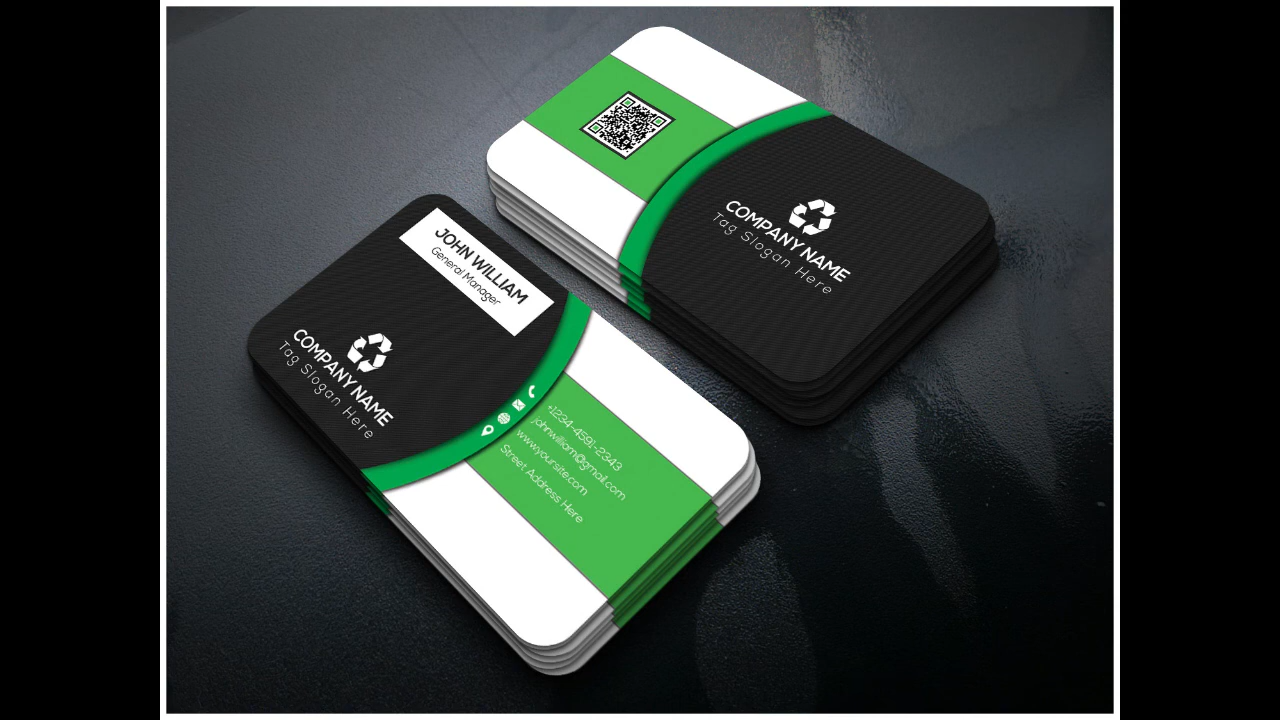 COMPANY NAME
Tag Slogan Here
JOHN WILLIAM
General Manager
COMPANY NAME
Tag Slogan Here
+1234-4591-2343
johnwilliam@gmail.com
www.yoursite.com
Street Address Here